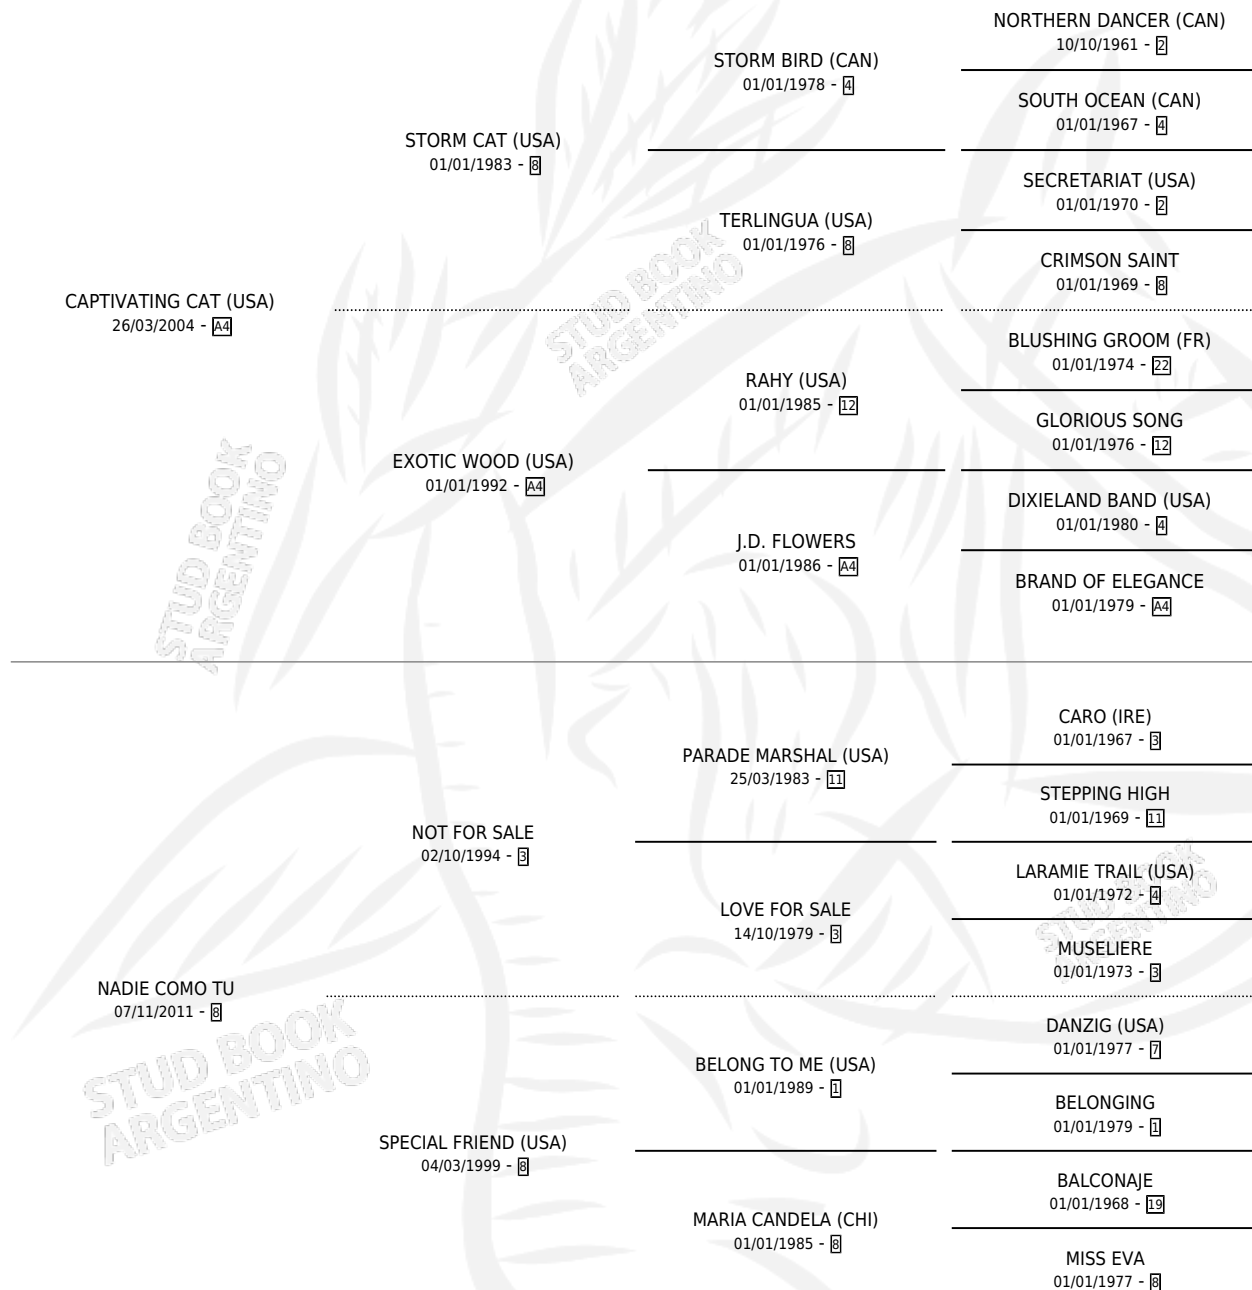 NORTHERN DANCER (CAN)
10/10/1961 - 2
STORM BIRD (CAN)
01/01/1978 - 4
SOUTH OCEAN (CAN)
01/01/1967 - 4
STORM CAT (USA)
01/01/1983 - 8
SECRETARIAT (USA)
01/01/1970 - 2
TERLINGUA (USA)
01/01/1976 - 8
CRIMSON SAINT
01/01/1969 - 8
CAPTIVATING CAT (USA)
26/03/2004 - A4
BLUSHING GROOM (FR)
01/01/1974 - 22
RAHY (USA)
01/01/1985 - 12
GLORIOUS SONG
01/01/1976 - 12
EXOTIC WOOD (USA)
01/01/1992 - A4
DIXIELAND BAND (USA)
01/01/1980 - 4
J.D. FLOWERS
01/01/1986 - A4
BRAND OF ELEGANCE
01/01/1979 - A4
CARO (IRE)
01/01/1967 - 3
PARADE MARSHAL (USA)
25/03/1983 - 11
STEPPING HIGH
01/01/1969 - 11
NOT FOR SALE
02/10/1994 - 3
LARAMIE TRAIL (USA)
01/01/1972 - 4
LOVE FOR SALE
14/10/1979 - 3
MUSELIERE
01/01/1973 - 3
NADIE COMO TU
07/11/2011 - 8
DANZIG (USA)
01/01/1977 - 7
BELONG TO ME (USA)
01/01/1989 - 1
BELONGING
01/01/1979 - 1
SPECIAL FRIEND (USA)
04/03/1999 - 8
BALCONAJE
01/01/1968 - 19
MARIA CANDELA (CHI)
01/01/1985 - 8
MISS EVA
01/01/1977 - 8
STUD BOOK
ARGENTINO
STUD BOOK
ARGENTINO
STUD BOOK
ARGENTINO
STUD BOOK
ARGENTINO